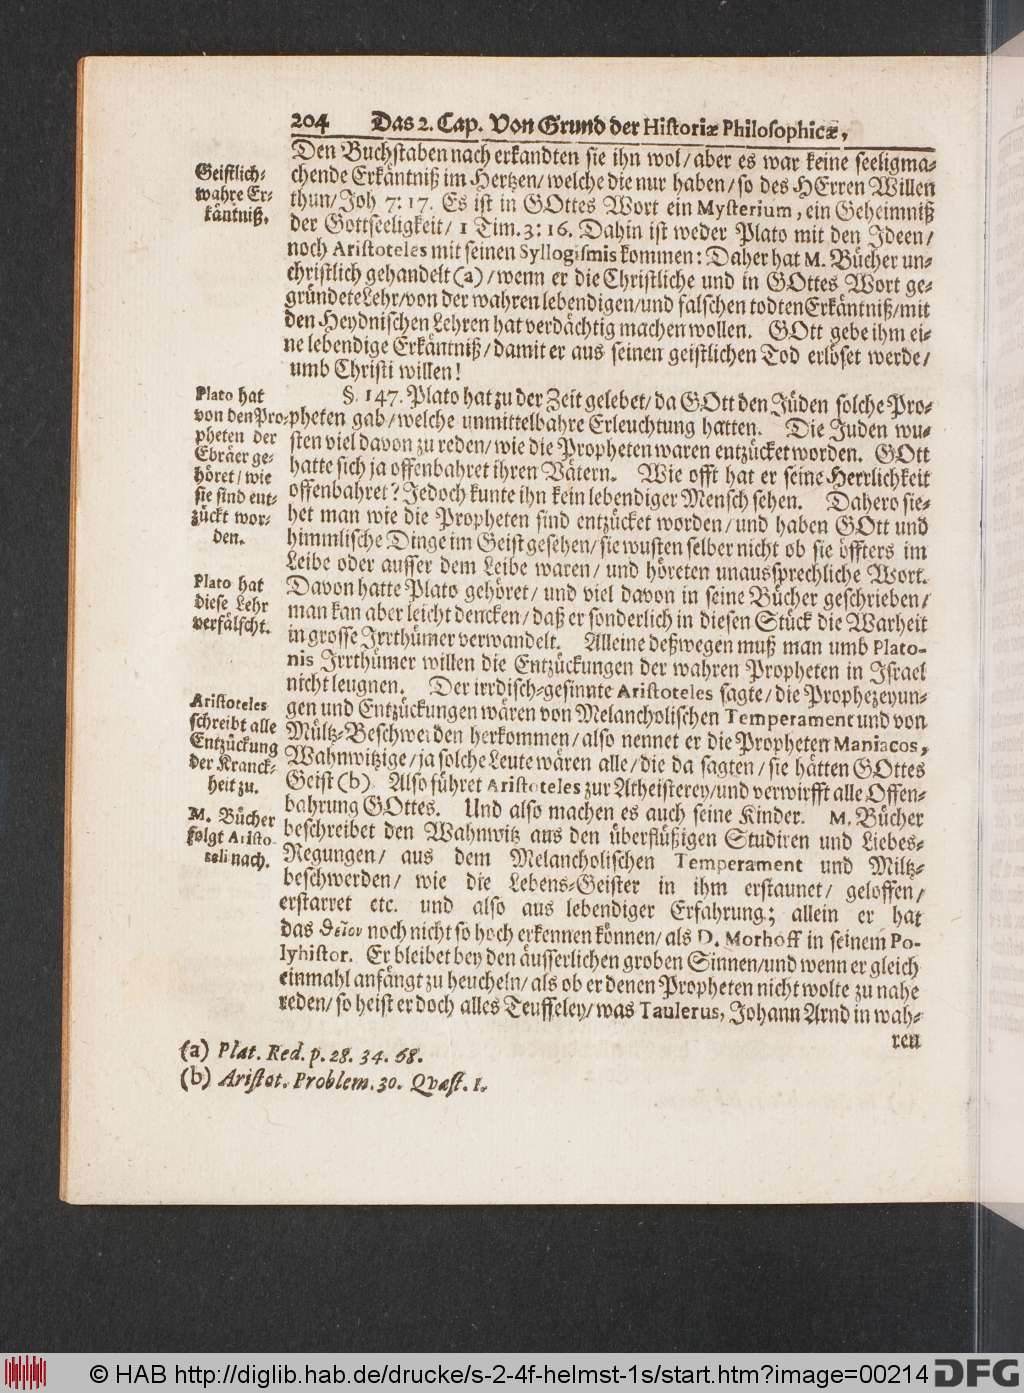 204 Das 2. Cap. Von Grund der Historiæ Philosophicæ,
Den Buchstaben nach erkandten sie ihn wol/ aber es war keine seeligma-
chende Erkäntniß im Hertzen/ welche die nur haben/ so des HErren Willen
thun/ Joh 7: 17. Es ist in GOttes Wort ein Mysterium, ein Geheimniß
der Gottseeligkeit/ 1 Tim. 3: 16. Dahin ist weder Plato mit den Ideen/
noch Aristoteles mit seinen Syllogismis kommen: Daher hat M. Bücher un-
christlich gehandelt (a)/ wenn er die Christliche und in GOttes Wort ge-
gründete Lehr/ von der wahren lebendigen/ und falschen todten Erkäntniß/ mit
den Heydnischen Lehren hat verdächtig machen wollen. GOtt gebe ihm ei-
ne lebendige Erkäntniß/ damit er aus seinen geistlichen Tod erlöset werde/
umb Christi willen!
Geistlich-
wahre Er-
käntniß.
§. 147. Plato hat zu der Zeit gelebet/ da GOtt den Jüden solche Pro-
pheten gab/ welche unmittelbahre Erleuchtung hatten. Die Juden wu-
sten viel davon zu reden/ wie die Propheten waren entzücket worden. GOtt
hatte sich ja offenbahret ihren Vätern. Wie offt hat er seine Herrlichkeit
offenbahret? Jedoch kunte ihn kein lebendiger Mensch sehen. Dahero sie-
het man wie die Propheten sind entzücket worden/ und haben GOtt und
himmlische Dinge im Geist gesehen/ sie wusten selber nicht ob sie öffters im
Leibe oder ausser dem Leibe waren/ und höreten unaussprechliche Wort.
Davon hatte Plato gehöret/ und viel davon in seine Bücher geschrieben/
man kan aber leicht dencken/ daß er sonderlich in diesen Stück die Warheit
in grosse Irrthümer verwandelt. Alleine deßwegen muß man umb Plato-
nis Irrthümer willen die Entzückungen der wahren Propheten in Israel
nicht leugnen. Der irrdisch-gesinnte Aristoteles sagte/ die Prophezeyun-
gen und Entzückungen wären von Melancholischen Temperament und von
Mültz-Beschwerden herkommen/ also nennet er die Propheten Maniacos,
Wahnwitzige/ ja solche Leute wären alle/ die da sagten/ sie hätten GOttes
Geist (b). Also führet Aristoteles zur Atheisterey/ und verwirfft alle Offen-
bahrung GOttes. Und also machen es auch seine Kinder. M. Bücher
beschreibet den Wahnwitz aus den überflüßigen Studiren und Liebes-
Regungen/ aus dem Melancholischen Temperament und Miltz-
beschwerden/ wie die Lebens-Geister in ihm erstaunet/ geloffen/
erstarret etc. und also aus lebendiger Erfahrung; allein er hat
das θεῖον noch nicht so hoch erkennen können/ als D. Morhoff in seinem Po-
lyhistor. Er bleibet bey den äusserlichen groben Sinnen/ und wenn er gleich
einmahl anfängt zu heucheln/ als ob er denen Propheten nicht wolte zu nahe
reden/ so heist er doch alles Teuffeley/ was Taulerus, Johann Arnd in wah-
ren
Plato hat
von den Pro-
pheten der
Ebräer ge-
höret/ wie
sie sind ent-
zückt wor-
den.
Plato hat
diese Lehr
verfälscht.
Aristoteles
schreibt alle
Entzückung
der Kranck-
heit zu.
M. Bücher
folgt Aristo-
teli nach.
(a) Plat. Red. p. 28. 34. 68.
(b) Aristot. Problem. 30. Qvæst. 1.
© HAB http://diglib.hab.de/drucke/s-2-4f-helmst-1s/start.htm?image=00214
DFG